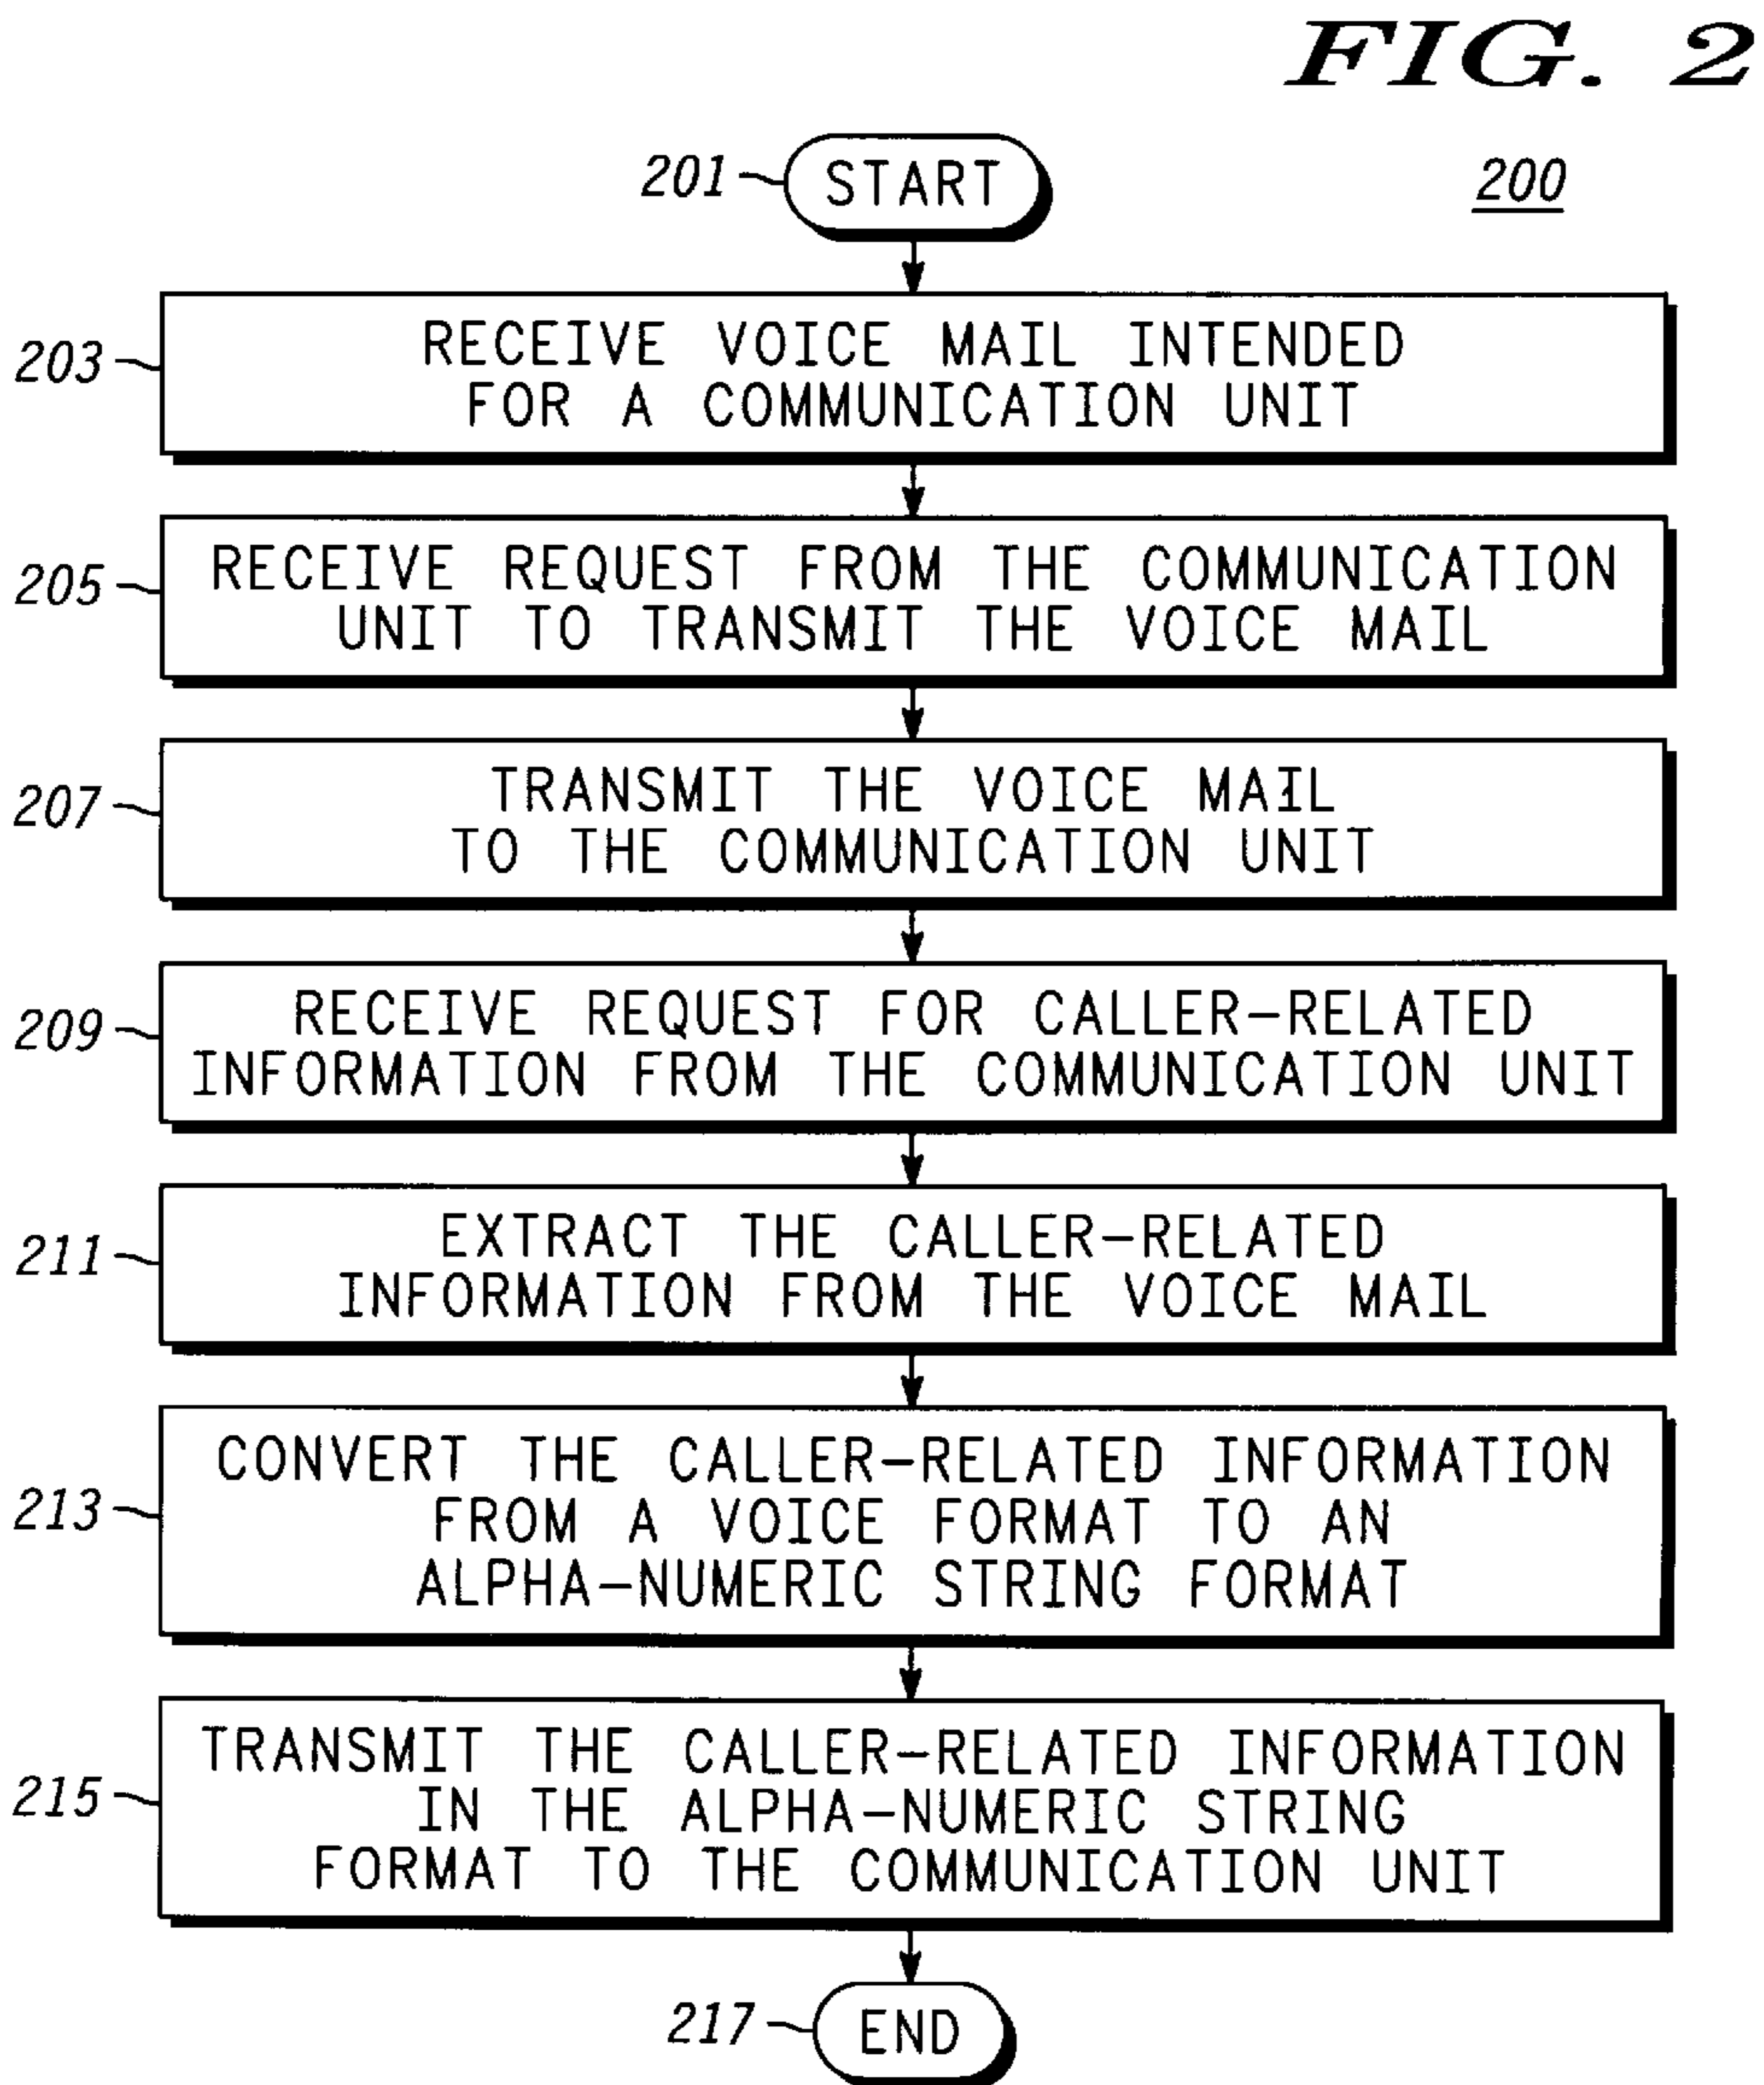 FIG. 2
200
201
START
203
RECEIVE VOICE MAIL INTENDED
FOR A COMMUNICATION UNIT
205
RECEIVE REQUEST FROM THE COMMUNICATION
UNIT TO TRANSMIT THE VOICE MAIL
207
TRANSMIT THE VOICE MAIL
TO THE COMMUNICATION UNIT
209
RECEIVE REQUEST FOR CALLER-RELATED
INFORMATION FROM THE COMMUNICATION UNIT
211
EXTRACT THE CALLER-RELATED
INFORMATION FROM THE VOICE MAIL
213
CONVERT THE CALLER-RELATED INFORMATION
FROM A VOICE FORMAT TO AN
ALPHA-NUMERIC STRING FORMAT
215
TRANSMIT THE CALLER-RELATED INFORMATION
IN THE ALPHA-NUMERIC STRING
FORMAT TO THE COMMUNICATION UNIT
217
END